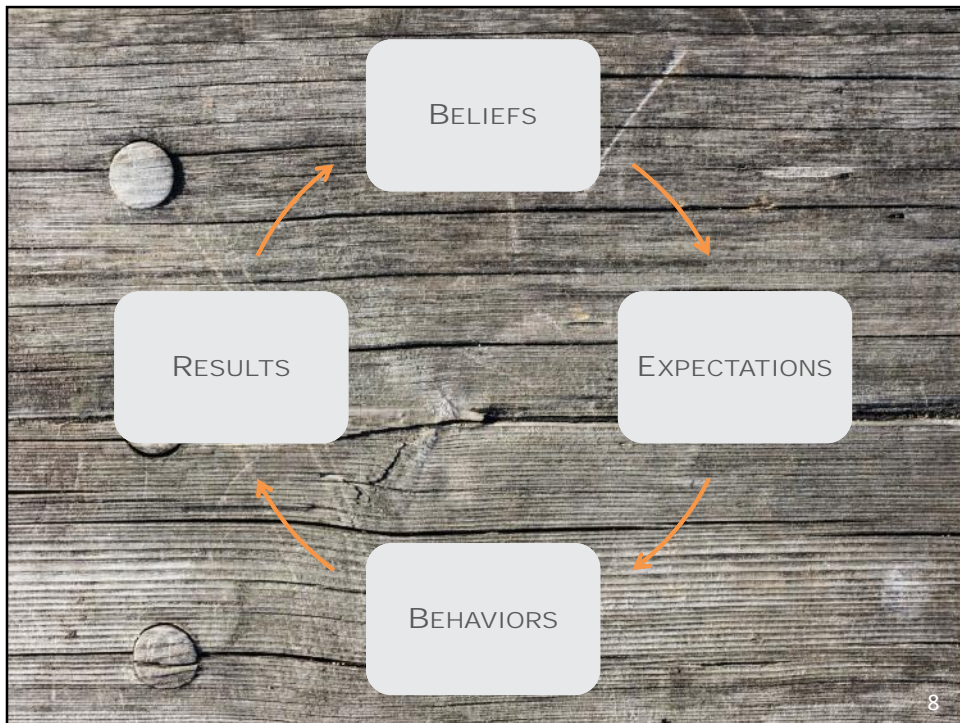 BELIEFS
EXPECTATIONS
BEHAVIORS
RESULTS
8